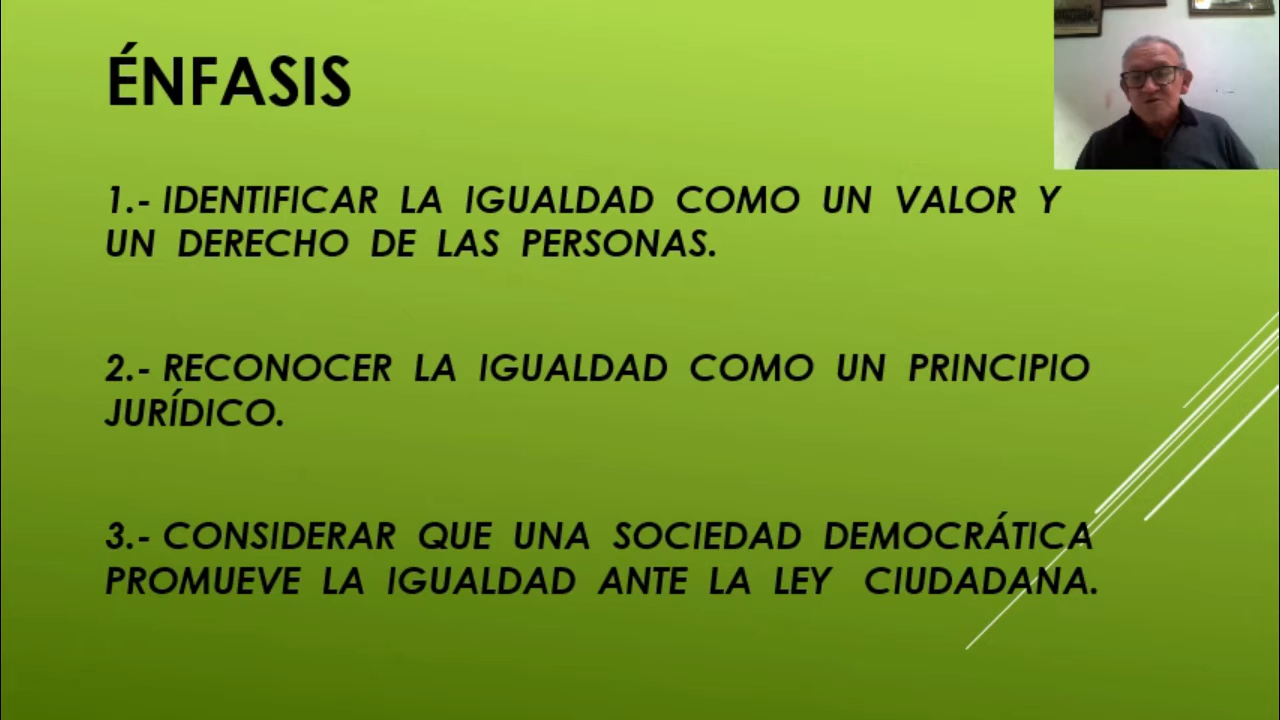 ÉNFASIS
1.- IDENTIFICAR LA IGUALDAD COMO UN VALOR Y
UN DERECHO DE LAS PERSONAS.
2.- RECONOCER LA IGUALDAD COMO UN PRINCIPIO
JURÍDICO.
3.- CONSIDERAR QUE UNA SOCIEDAD DEMOCRÁTICA
PROMUEVE LA IGUALDAD ANTE LA LEY CIUDADANA.